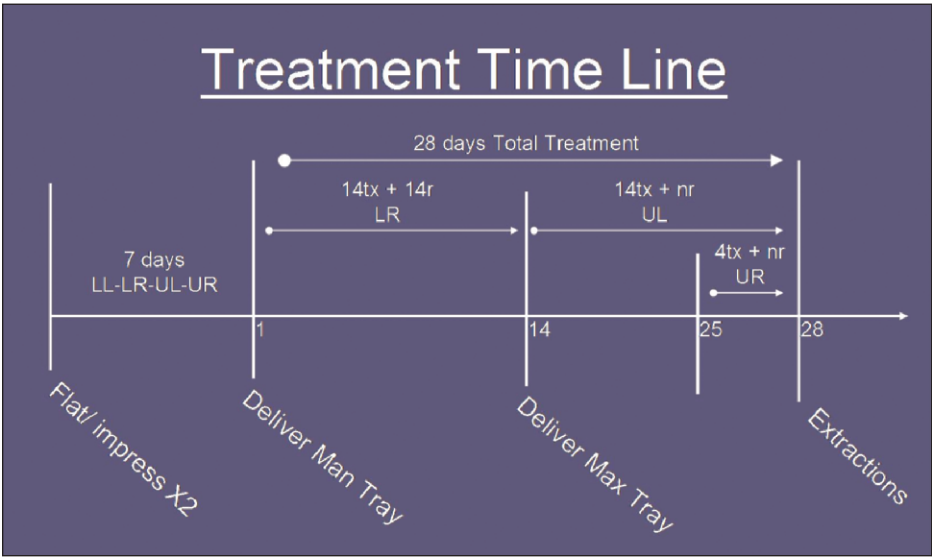 Treatment Time Line
28 days Total Treatment
14tx + 14r
LR
14tx + nr
UL
7 days
LL-LR-UL-UR
4tx + nr
UR
1
14
25
28
Flat/ impress X2
Deliver Man Tray
Deliver Max Tray
Extractions